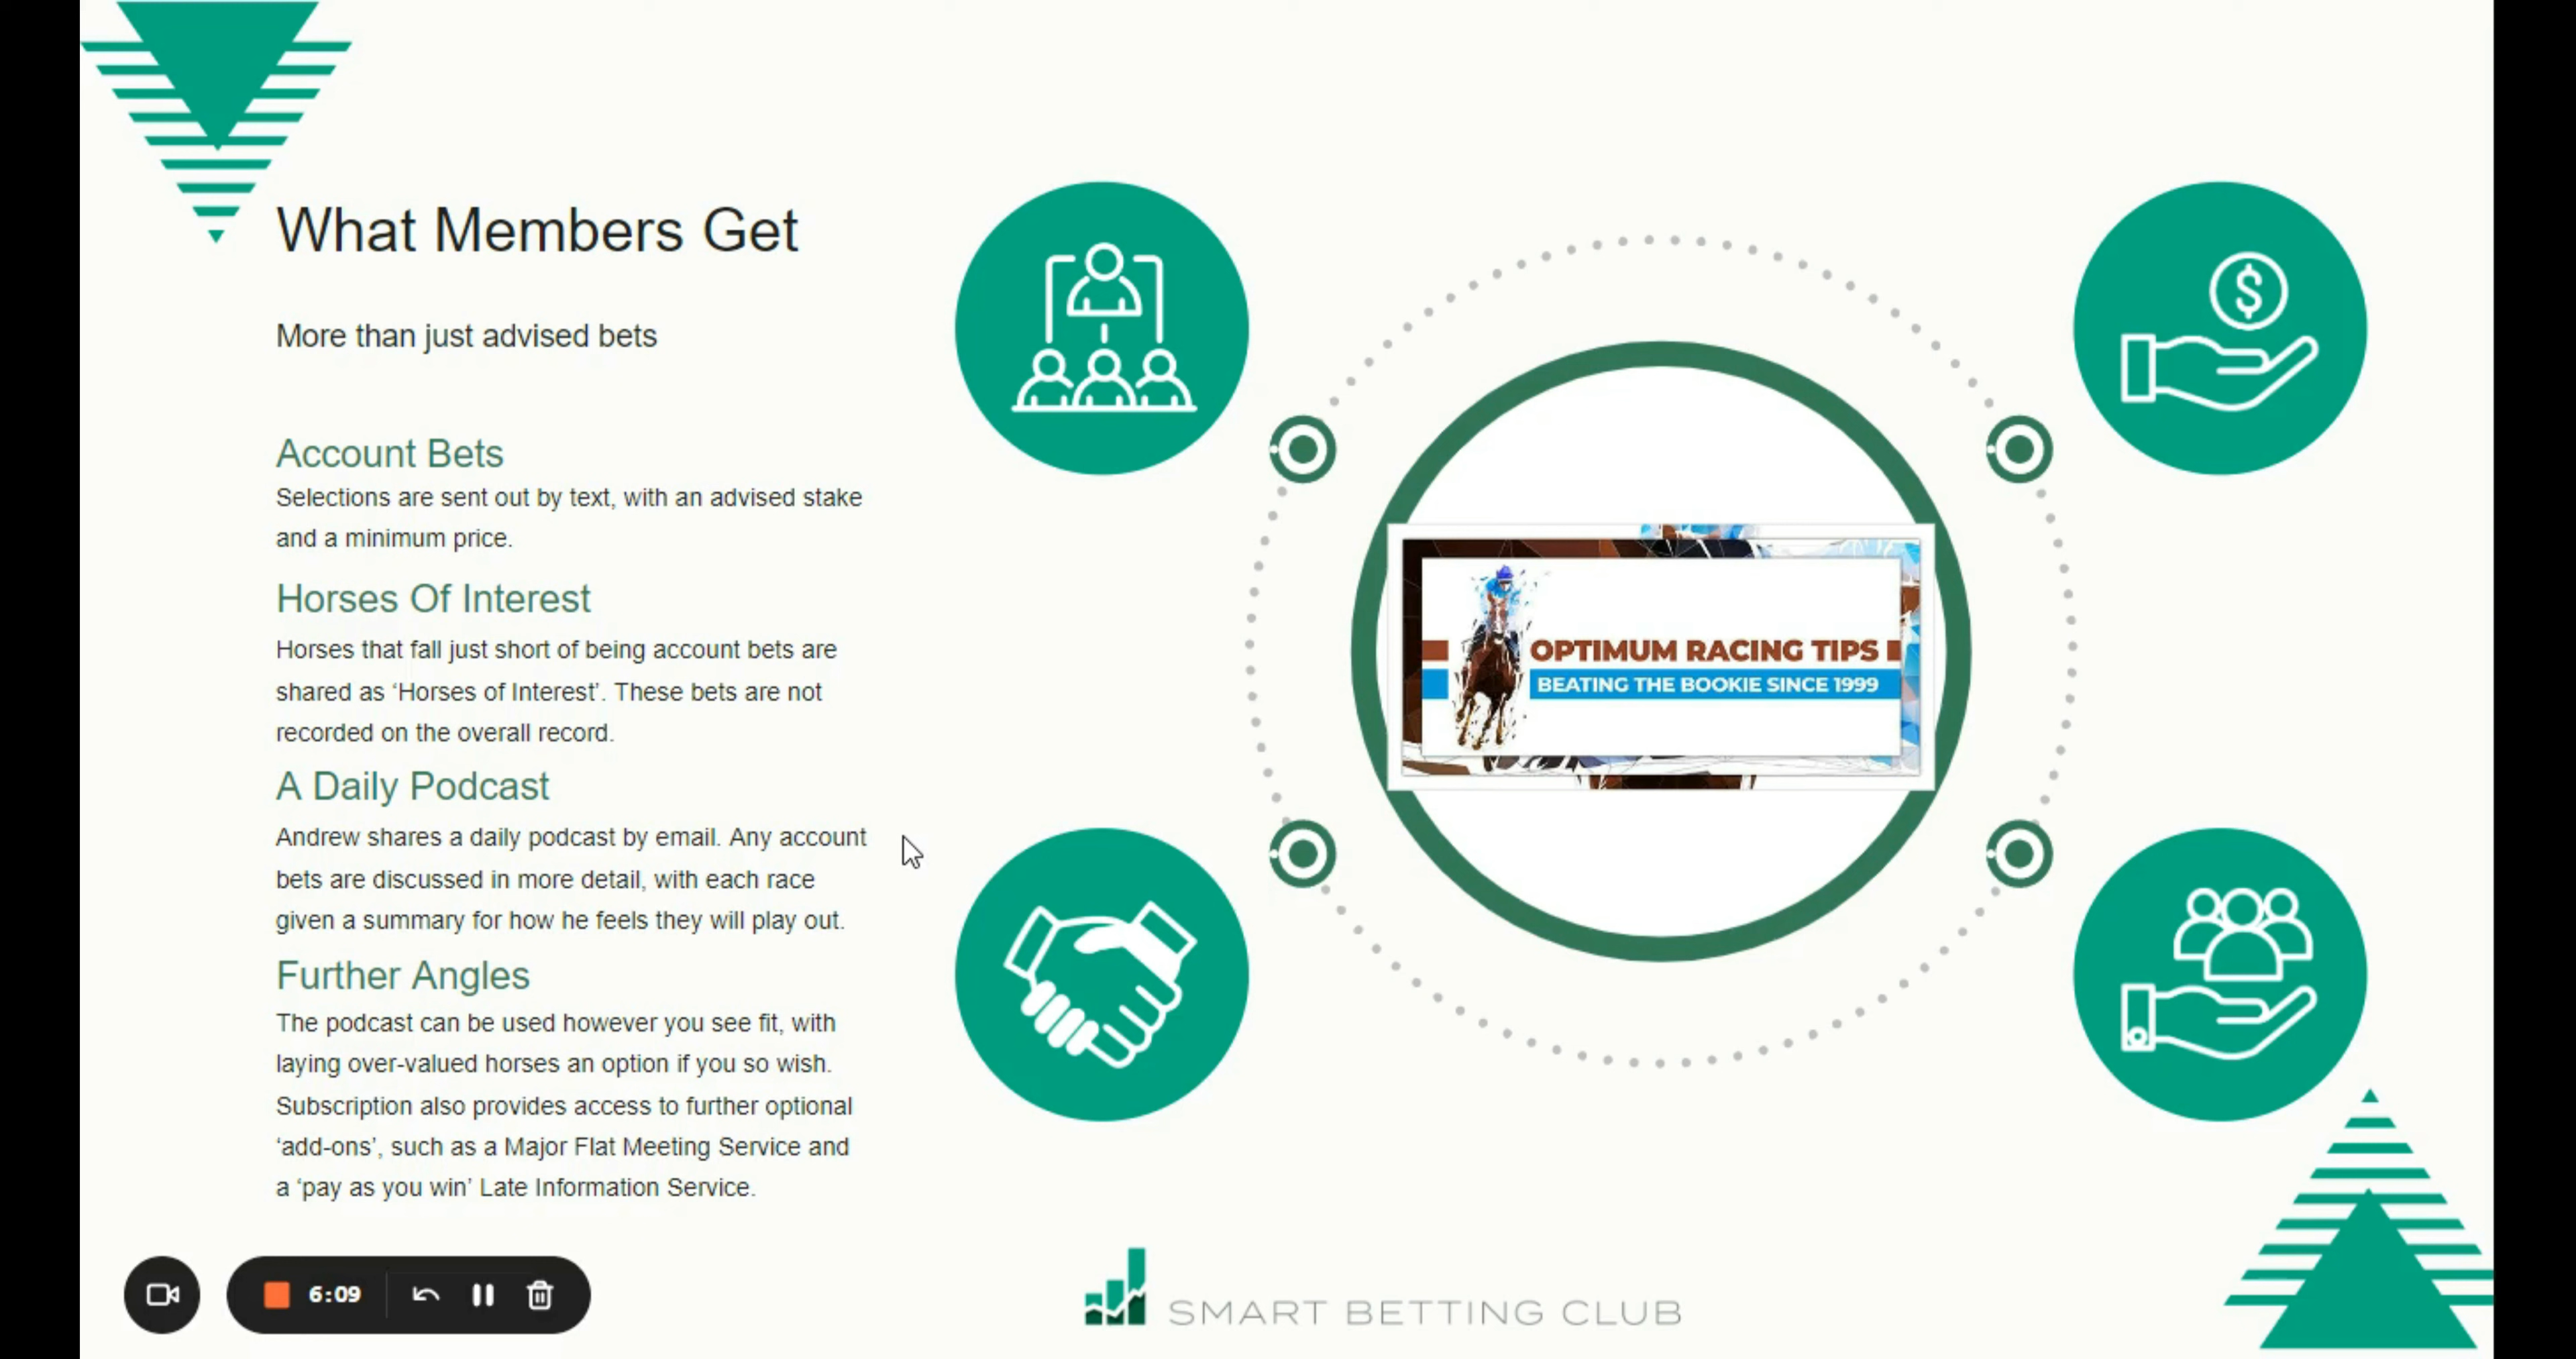 What Members Get
More than just advised bets
Account Bets
Selections are sent out by text, with an advised stake
and a minimum price.
Horses Of Interest
Horses that fall just short of being account bets are
shared as ‘Horses of Interest’. These bets are not
recorded on the overall record.
A Daily Podcast
Andrew shares a daily podcast by email. Any account
bets are discussed in more detail, with each race
given a summary for how he feels they will play out.
Further Angles
The podcast can be used however you see fit, with
laying over-valued horses an option if you so wish.
Subscription also provides access to further optional
‘add-ons’, such as a Major Flat Meeting Service and
a ‘pay as you win’ Late Information Service.
$
OPTIMUM RACING TIPS
BEATING THE BOOKIE SINCE 1999
6:09
SMART BETTING CLUB